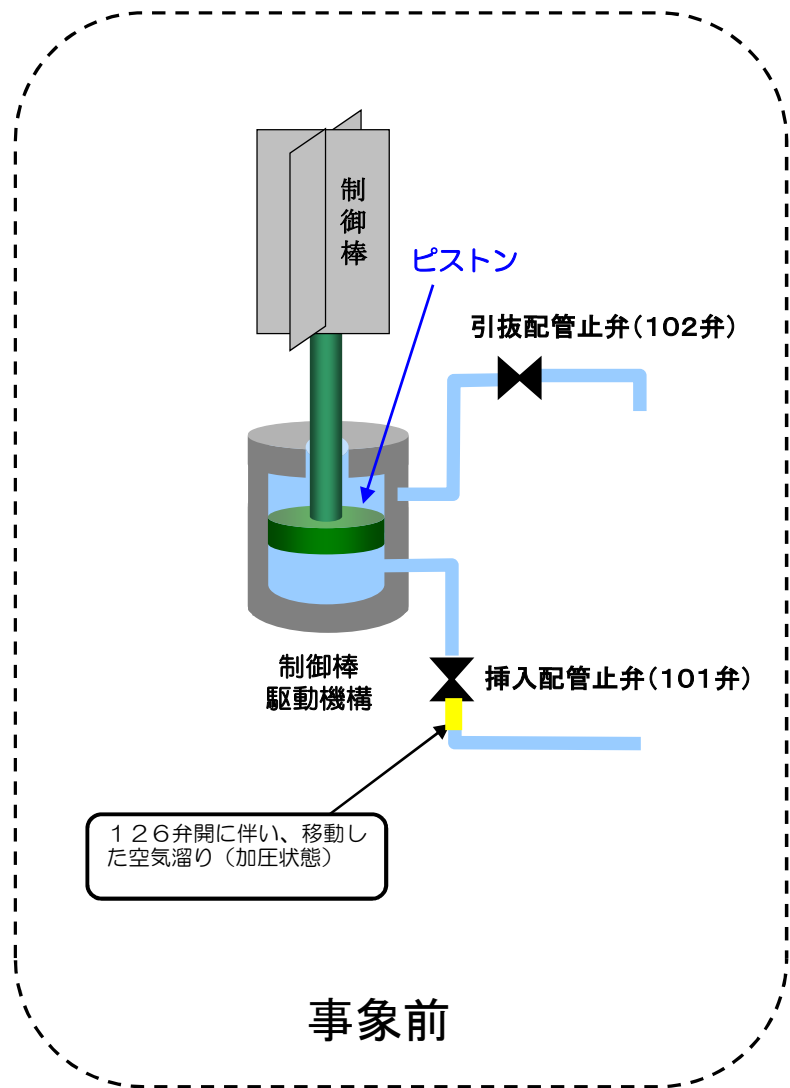 制御棒
ピストン
引抜配管止弁(102弁)
制御棒
駆動機構
挿入配管止弁(101弁)
126弁開に伴い、移動し
た空気溜り(加圧状態)
事象前